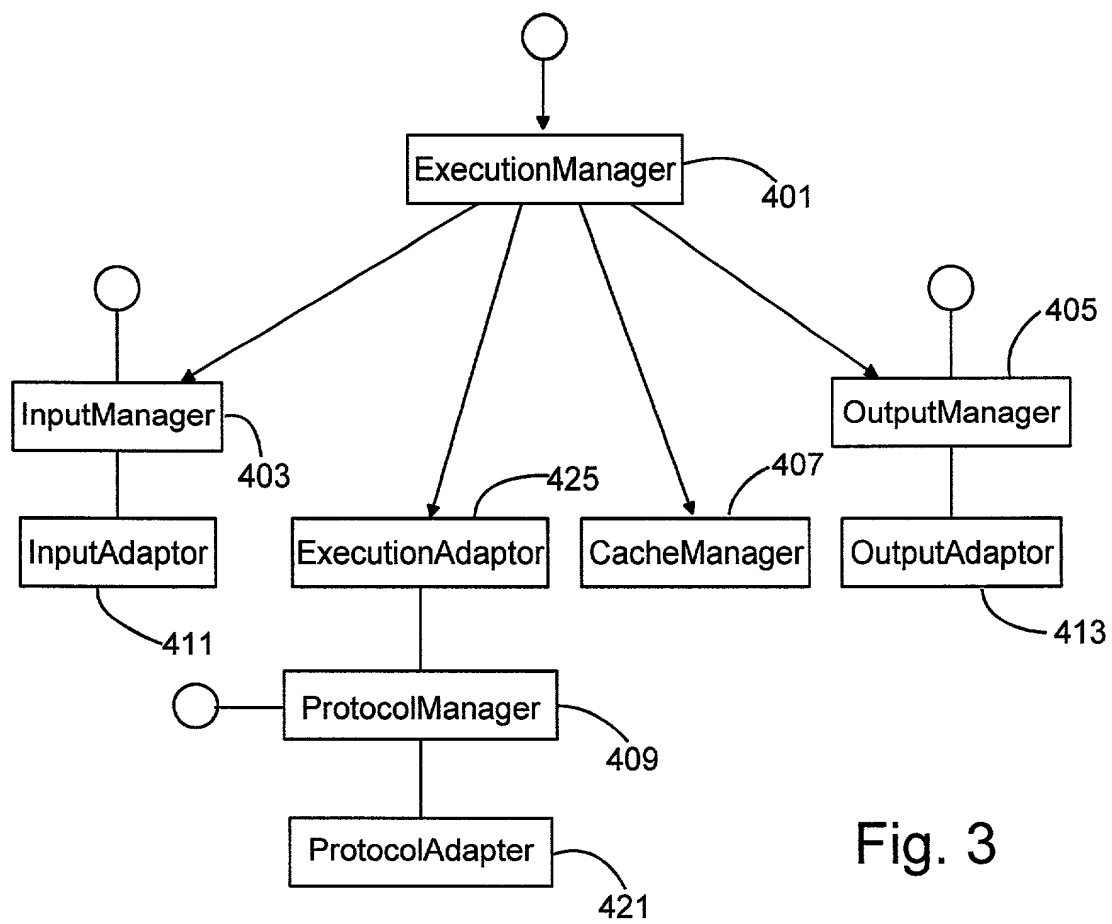 ExecutionManager
401
405
InputManager
OutputManager
403
425
407
InputAdaptor
ExecutionAdaptor
CacheManager
OutputAdaptor
411
413
ProtocolManager
409
ProtocolAdapter
421
Fig. 3